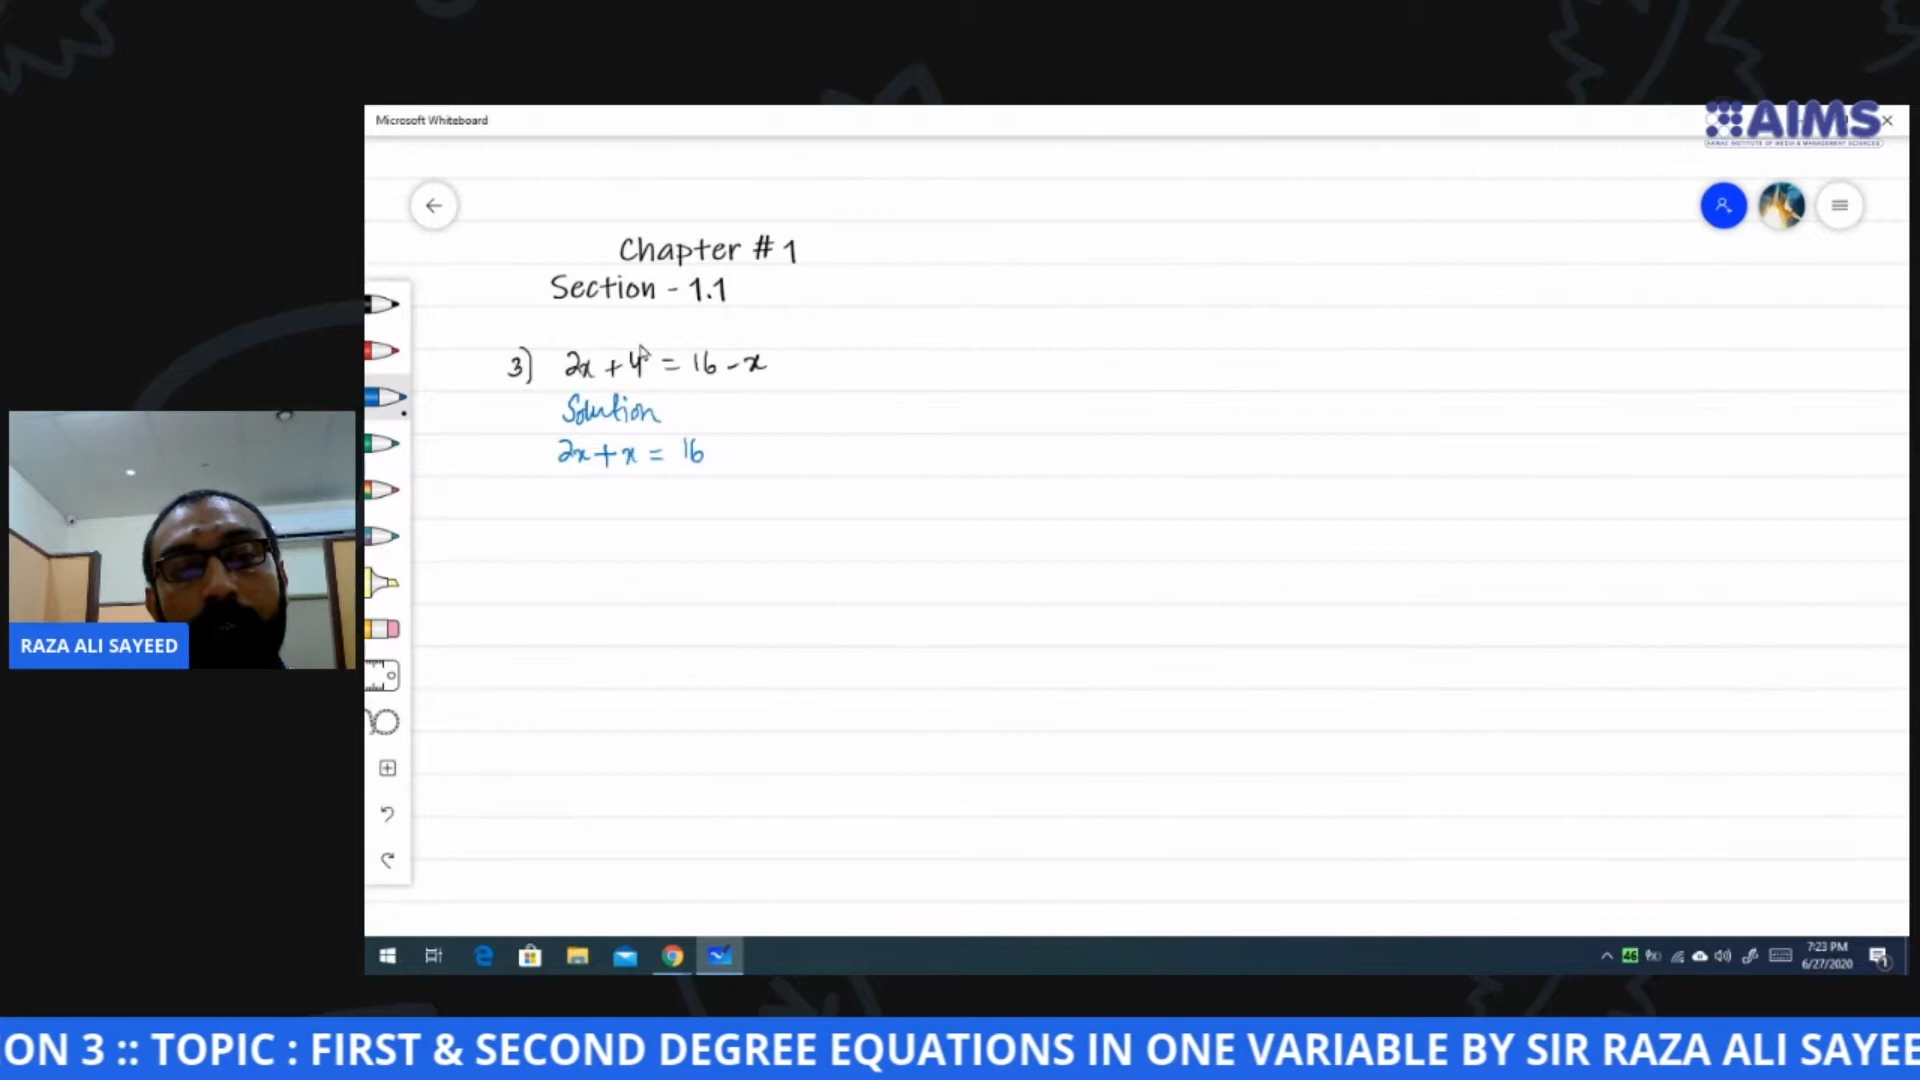 Microsoft Whiteboard
AIMS
Chapter # 1
Section - 1.1
3) 2x + 4 = 16 - x
Solution
2x + x = 16
RAZA ALI SAYEED
46
7:23 PM
6/27/2020
1
ON 3 :: TOPIC : FIRST & SECOND DEGREE EQUATIONS IN ONE VARIABLE BY SIR RAZA ALI SAYEE